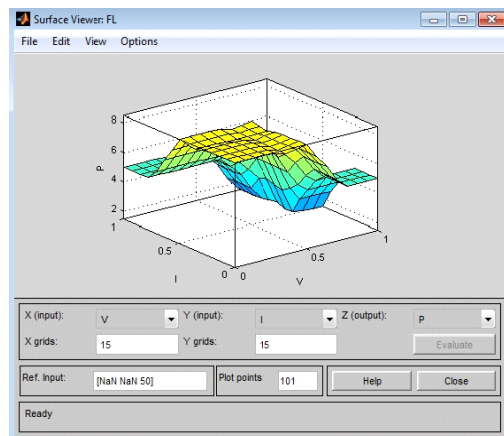 Surface Viewer: FL
File Edit View Options
8
6
4
2
P
1
0.5
0
I
0
0.5
1
V
X (input): V Y (input): I Z (output): P
X grids: 15 Y grids: 15 Evaluate
Ref. Input: [NaN NaN 50] Plot points 101 Help Close
Ready